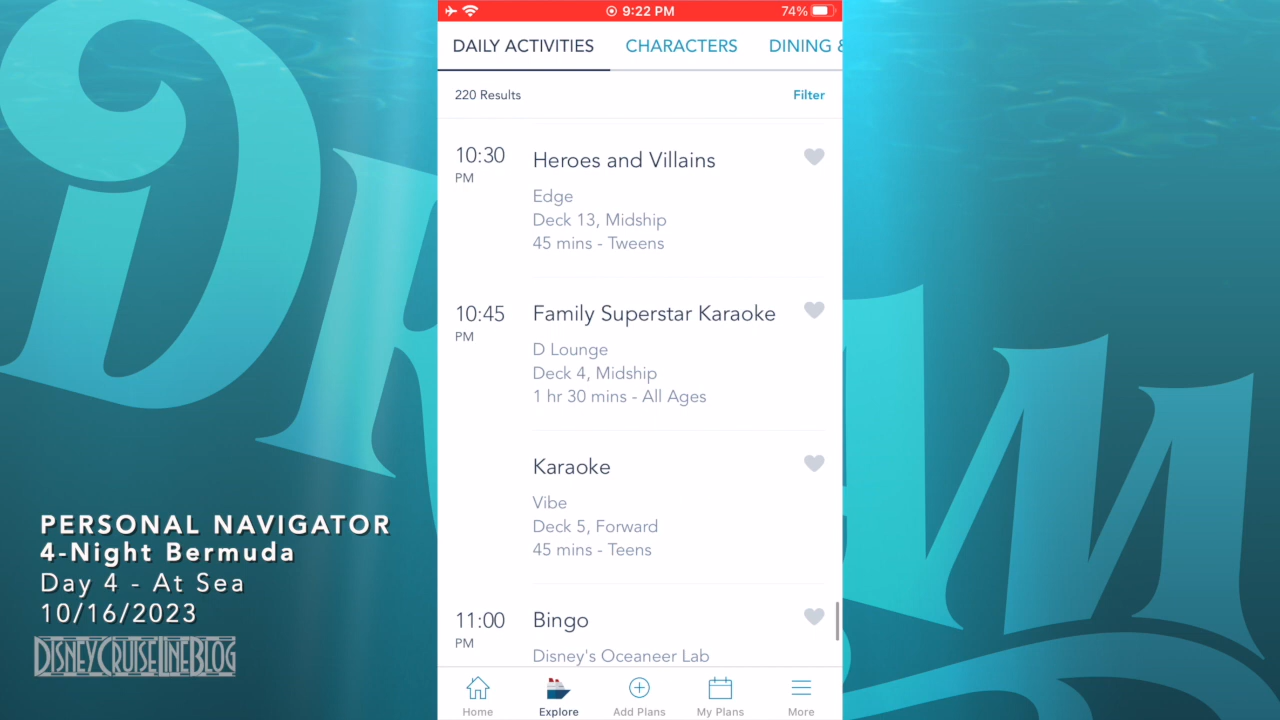 9:22 PM
74%
DAILY ACTIVITIES
CHARACTERS
DINING &
220 Results
Filter
10:30
PM
Heroes and Villains
Edge
Deck 13, Midship
45 mins - Tweens
10:45
PM
Family Superstar Karaoke
D Lounge
Deck 4, Midship
1 hr 30 mins - All Ages
Karaoke
Vibe
Deck 5, Forward
45 mins - Teens
11:00
PM
Bingo
Disney's Oceaneer Lab
Home
Explore
Add Plans
My Plans
More
PERSONAL NAVIGATOR
4-Night Bermuda
Day 4 - At Sea
10/16/2023
DISNEYCRUISELINEBLOG